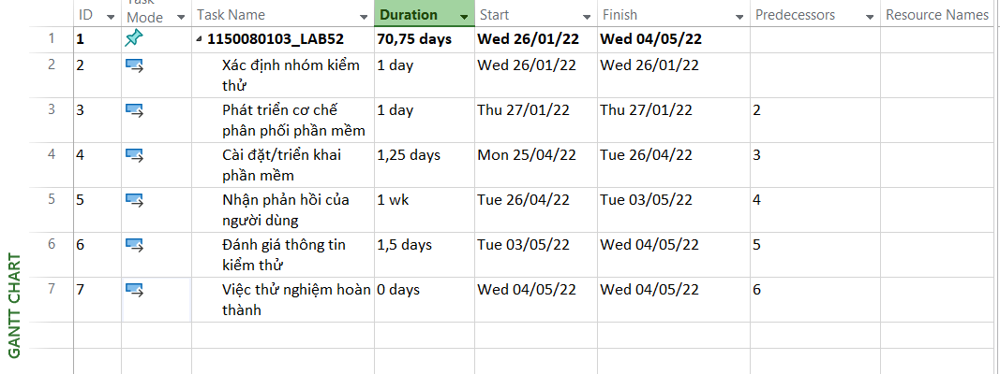 ID Task Mode Task Name Duration Start Finish Predecessors Resource Names
1 1 1150080103_LAB52 70,75 days Wed 26/01/22 Wed 04/05/22
2 2 Xác định nhóm kiểm thử 1 day Wed 26/01/22 Wed 26/01/22
3 3 Phát triển cơ chế phân phối phần mềm 1 day Thu 27/01/22 Thu 27/01/22 2
4 4 Cài đặt/triển khai phần mềm 1,25 days Mon 25/04/22 Tue 26/04/22 3
5 5 Nhận phản hồi của người dùng 1 wk Tue 26/04/22 Tue 03/05/22 4
6 6 Đánh giá thông tin kiểm thử 1,5 days Tue 03/05/22 Wed 04/05/22 5
7 7 Việc thử nghiệm hoàn thành 0 days Wed 04/05/22 Wed 04/05/22 6
GANTT CHART